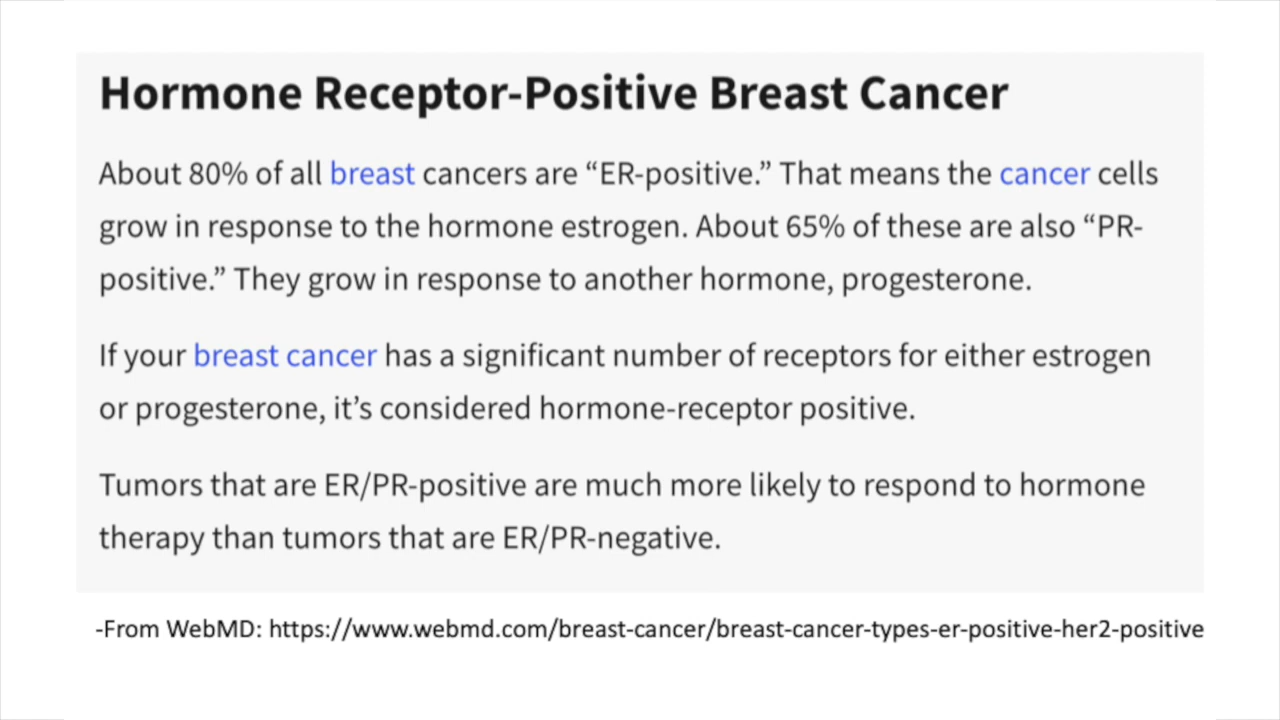 Hormone Receptor-Positive Breast Cancer
About 80% of all breast cancers are “ER-positive.” That means the cancer cells
grow in response to the hormone estrogen. About 65% of these are also “PR-
positive.” They grow in response to another hormone, progesterone.
If your breast cancer has a significant number of receptors for either estrogen
or progesterone, it’s considered hormone-receptor positive.
Tumors that are ER/PR-positive are much more likely to respond to hormone
therapy than tumors that are ER/PR-negative.
-From WebMD: https://www.webmd.com/breast-cancer/breast-cancer-types-er-positive-her2-positive